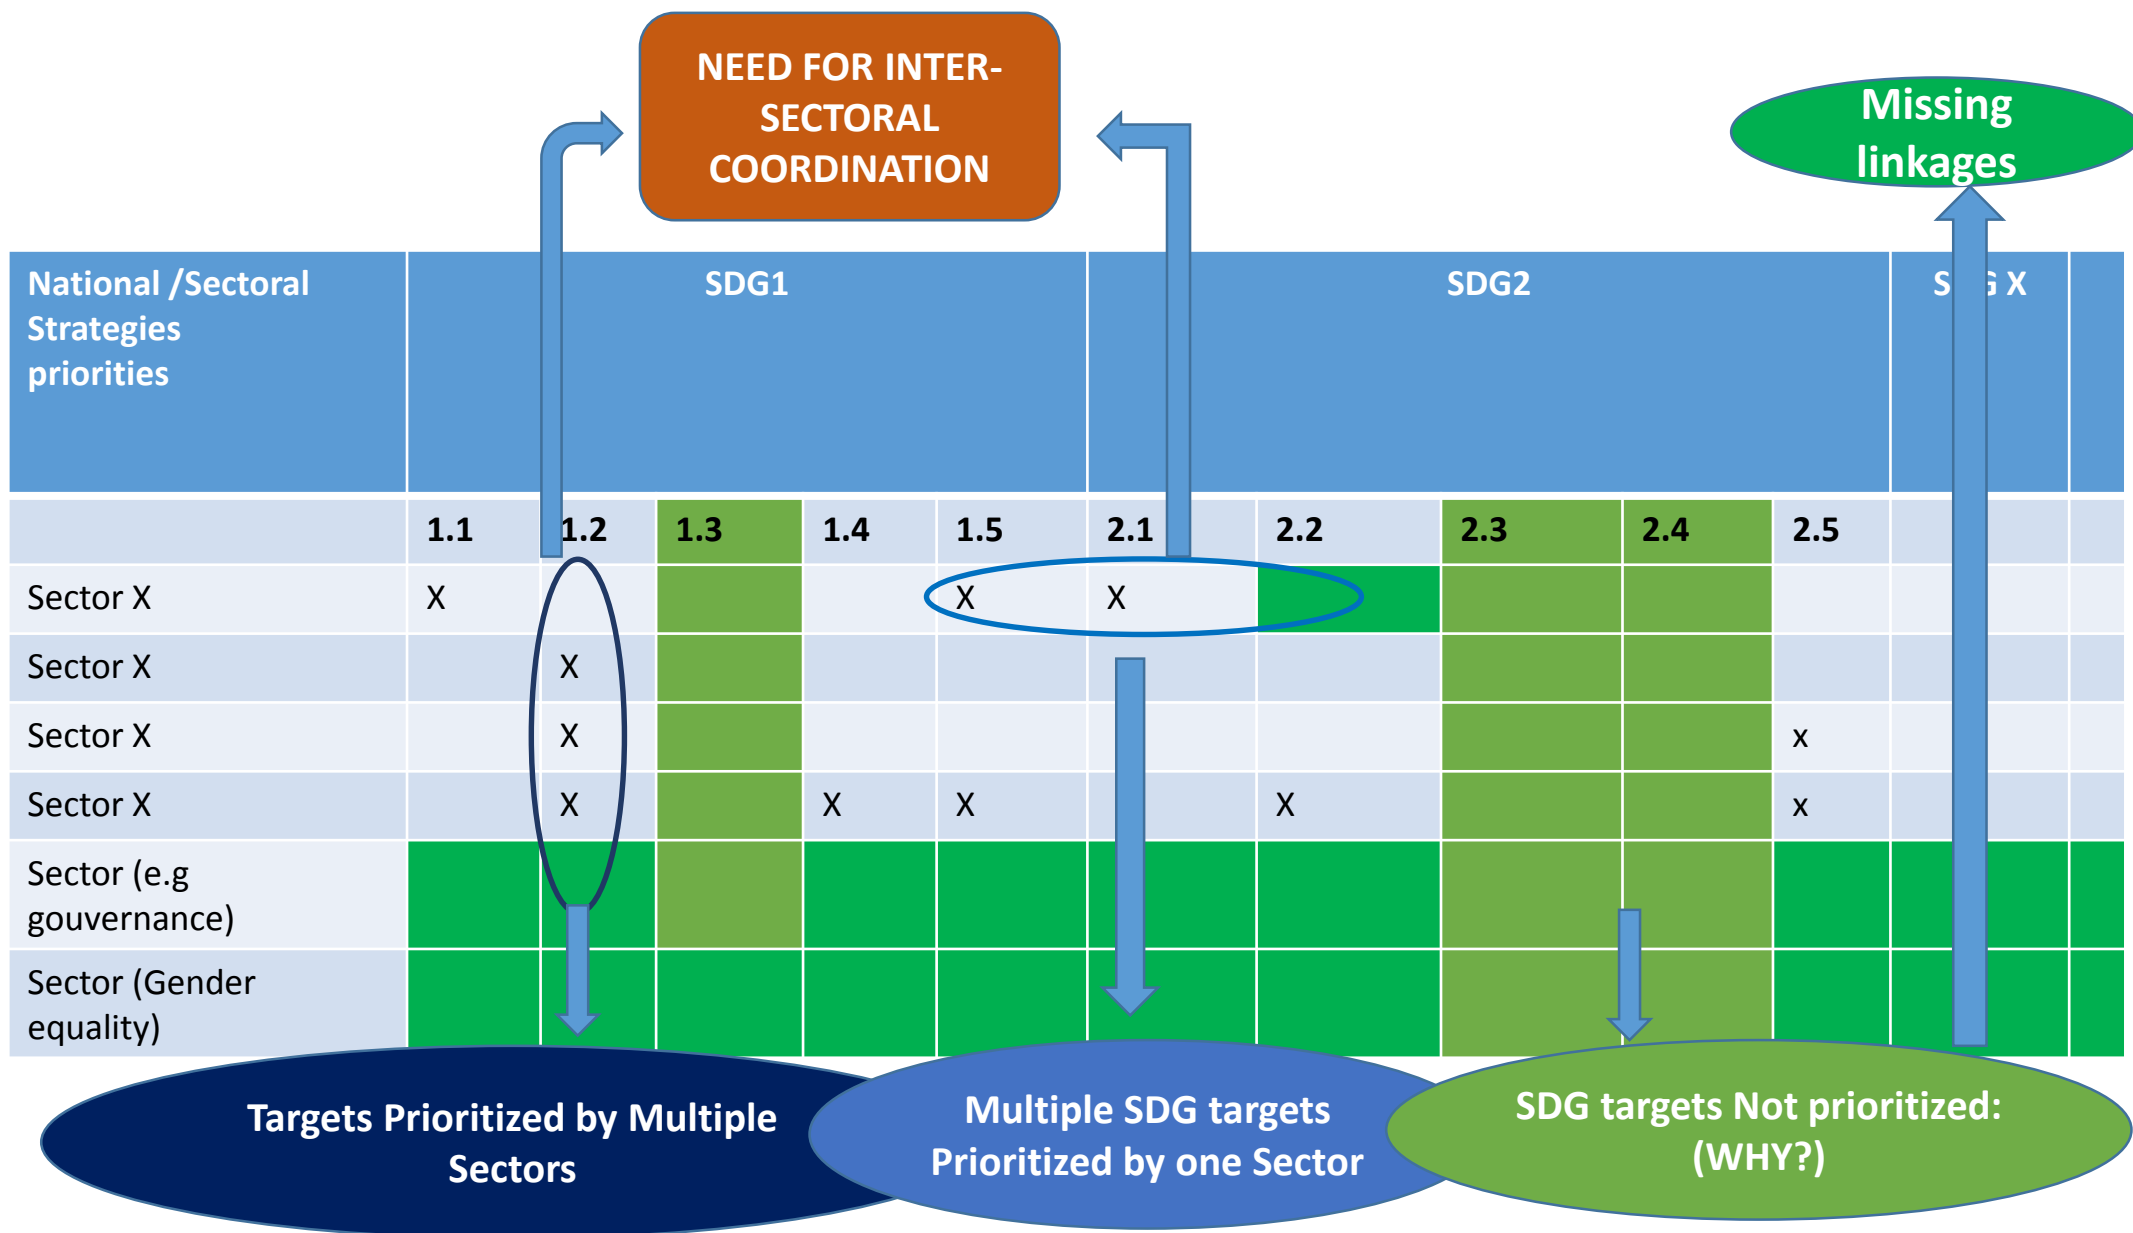 NEED FOR INTER-
SECTORAL
COORDINATION
Missing
linkages
National /Sectoral
Strategies
priorities
SDG1
SDG2
S G X
1.1 1.2 1.3 1.4 1.5 2.1 2.2 2.3 2.4 2.5
Sector X X X X
Sector X X
Sector X X x
Sector X X X X X x
Sector (e.g
gouvernance)
Sector (Gender
equality)
Targets Prioritized by Multiple
Sectors
Multiple SDG targets
Prioritized by one Sector
SDG targets Not prioritized:
(WHY?)